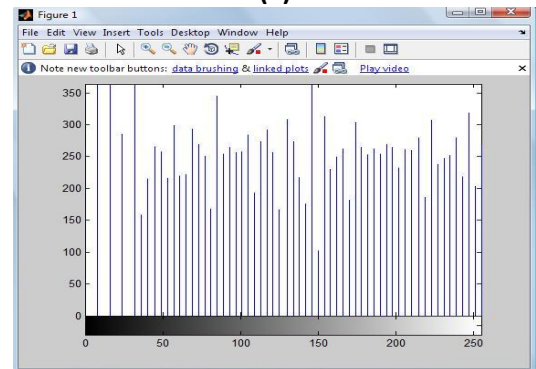 Figure 1
File Edit View Insert Tools Desktop Window Help
Note new toolbar buttons: data brushing & linked plots Play video
350
300
250
200
150
100
50
0
0 50 100 150 200 250